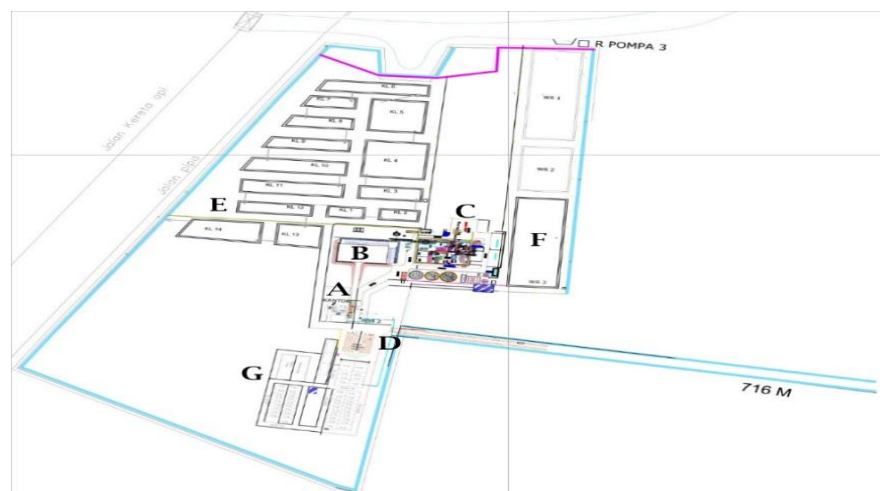 R POMPA 3
Jalan Kereta api
Jalan pipa
KL 6
KL 7
KL 5
KL 8
KL 9
KL 4
KL 10
KL 11
KL 3
KL 12
KL 1
KL 2
KL 14
KL 13
WR 2
WR 3
E
C
B
F
A
KANTOR
D
G
716 M